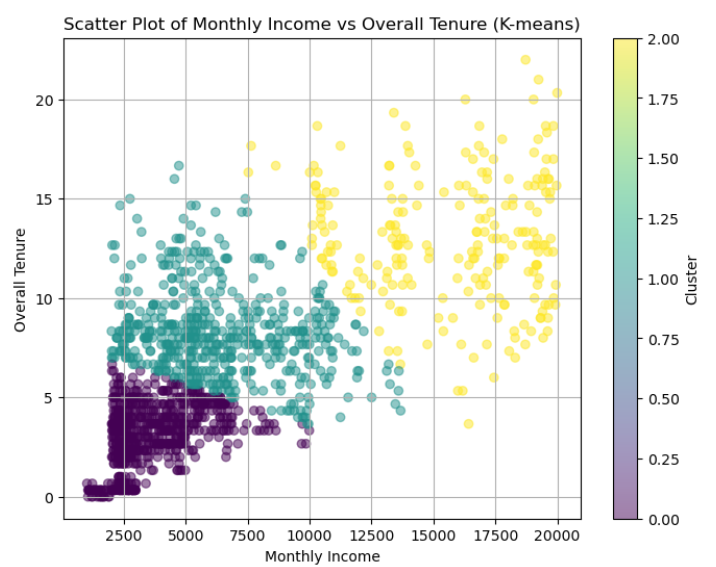 Scatter Plot of Monthly Income vs Overall Tenure (K-means)
Overall Tenure
20
15
10
5
0
2500 5000 7500 10000 12500 15000 17500 20000
Monthly Income
2.00
1.75
1.50
1.25
1.00
0.75
0.50
0.25
0.00
Cluster